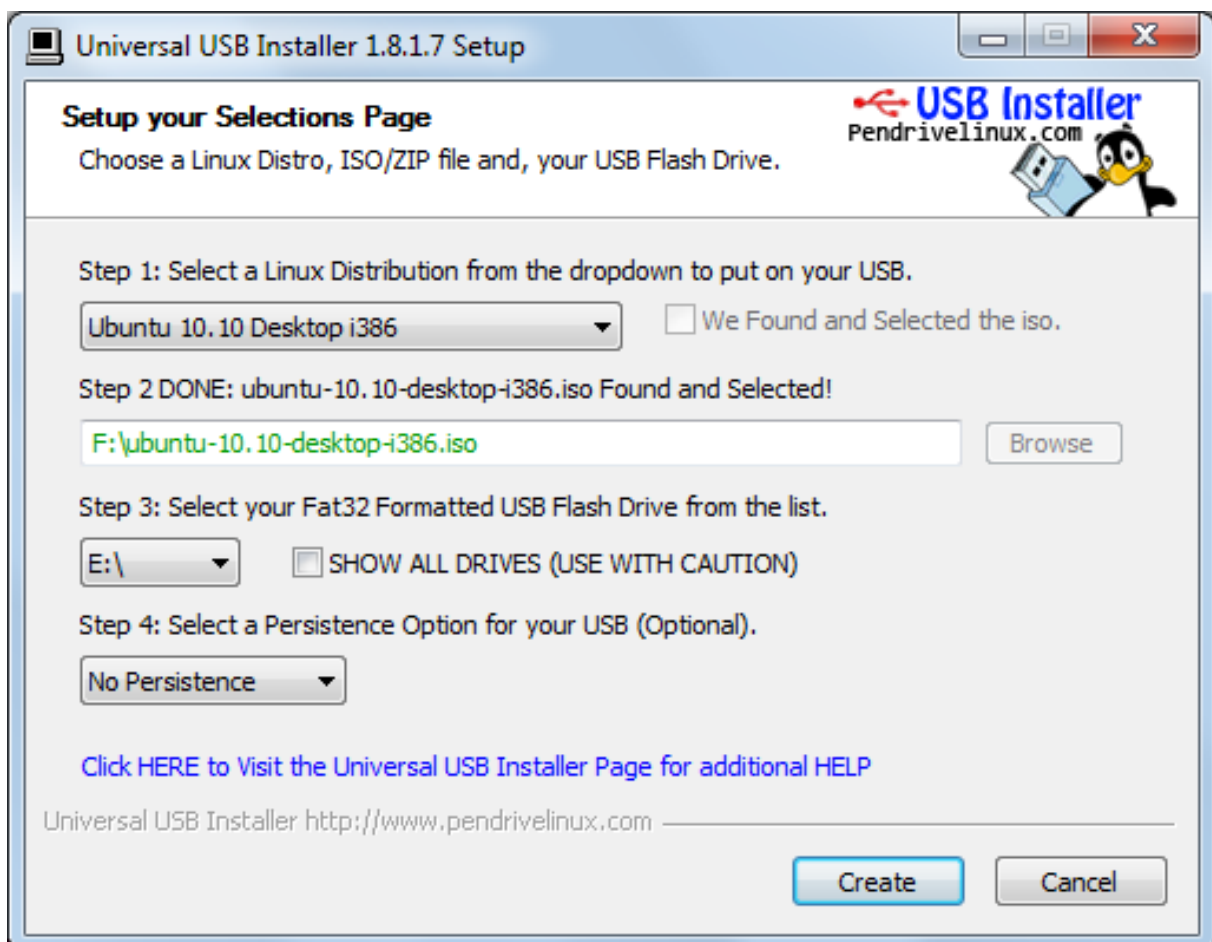 Universal USB Installer 1.8.1.7 Setup
Setup your Selections Page
Choose a Linux Distro, ISO/ZIP file and, your USB Flash Drive.
USB Installer
Pendrivelinux.com
Step 1: Select a Linux Distribution from the dropdown to put on your USB.
Ubuntu 10.10 Desktop i386
We Found and Selected the iso.
Step 2 DONE: ubuntu-10.10-desktop-i386.iso Found and Selected!
F:\ubuntu-10.10-desktop-i386.iso
Browse
Step 3: Select your Fat32 Formatted USB Flash Drive from the list.
E:\
SHOW ALL DRIVES (USE WITH CAUTION)
Step 4: Select a Persistence Option for your USB (Optional).
No Persistence
Click HERE to Visit the Universal USB Installer Page for additional HELP
Universal USB Installer http://www.pendrivelinux.com
Create
Cancel